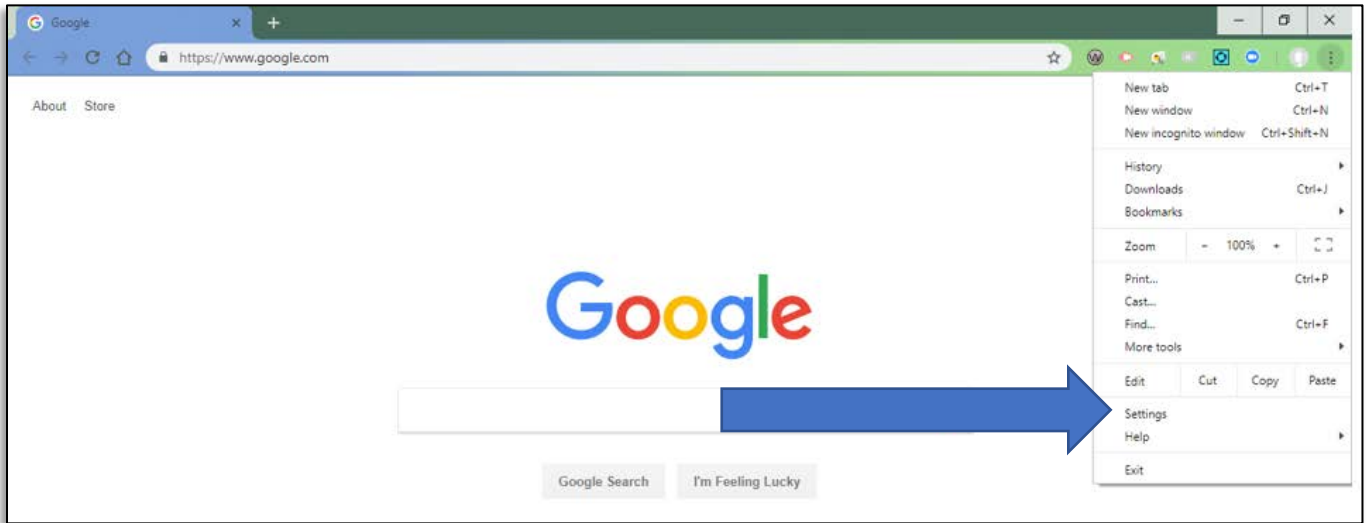 Google
https://www.google.com
About Store
New tab Ctrl+T
New window Ctrl+N
New incognito window Ctrl+Shift+N
History
Downloads Ctrl+J
Bookmarks
Zoom - 100% +
Print... Ctrl+P
Cast...
Find... Ctrl+F
More tools
Edit Cut Copy Paste
Settings
Help
Exit
Google
Google Search I'm Feeling Lucky